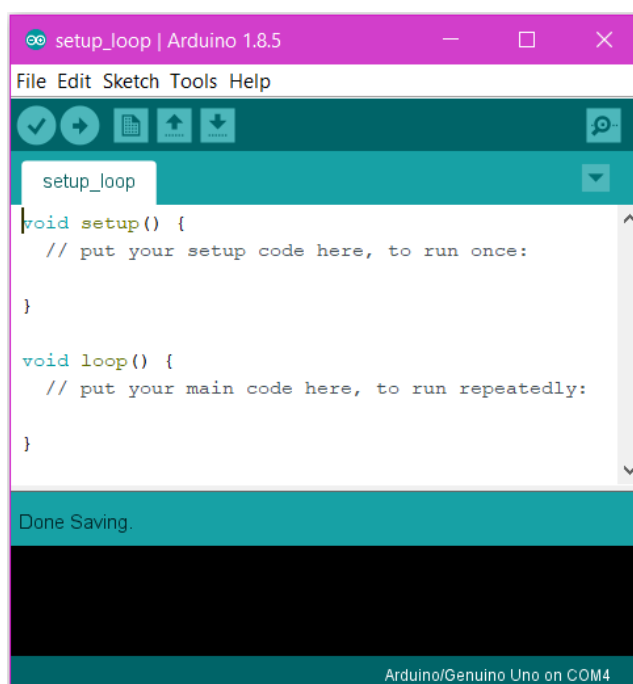 setup_loop | Arduino 1.8.5
File Edit Sketch Tools Help
setup_loop
void setup() {
  // put your setup code here, to run once:
}
void loop() {
  // put your main code here, to run repeatedly:
}
Done Saving.
Arduino/Genuino Uno on COM4